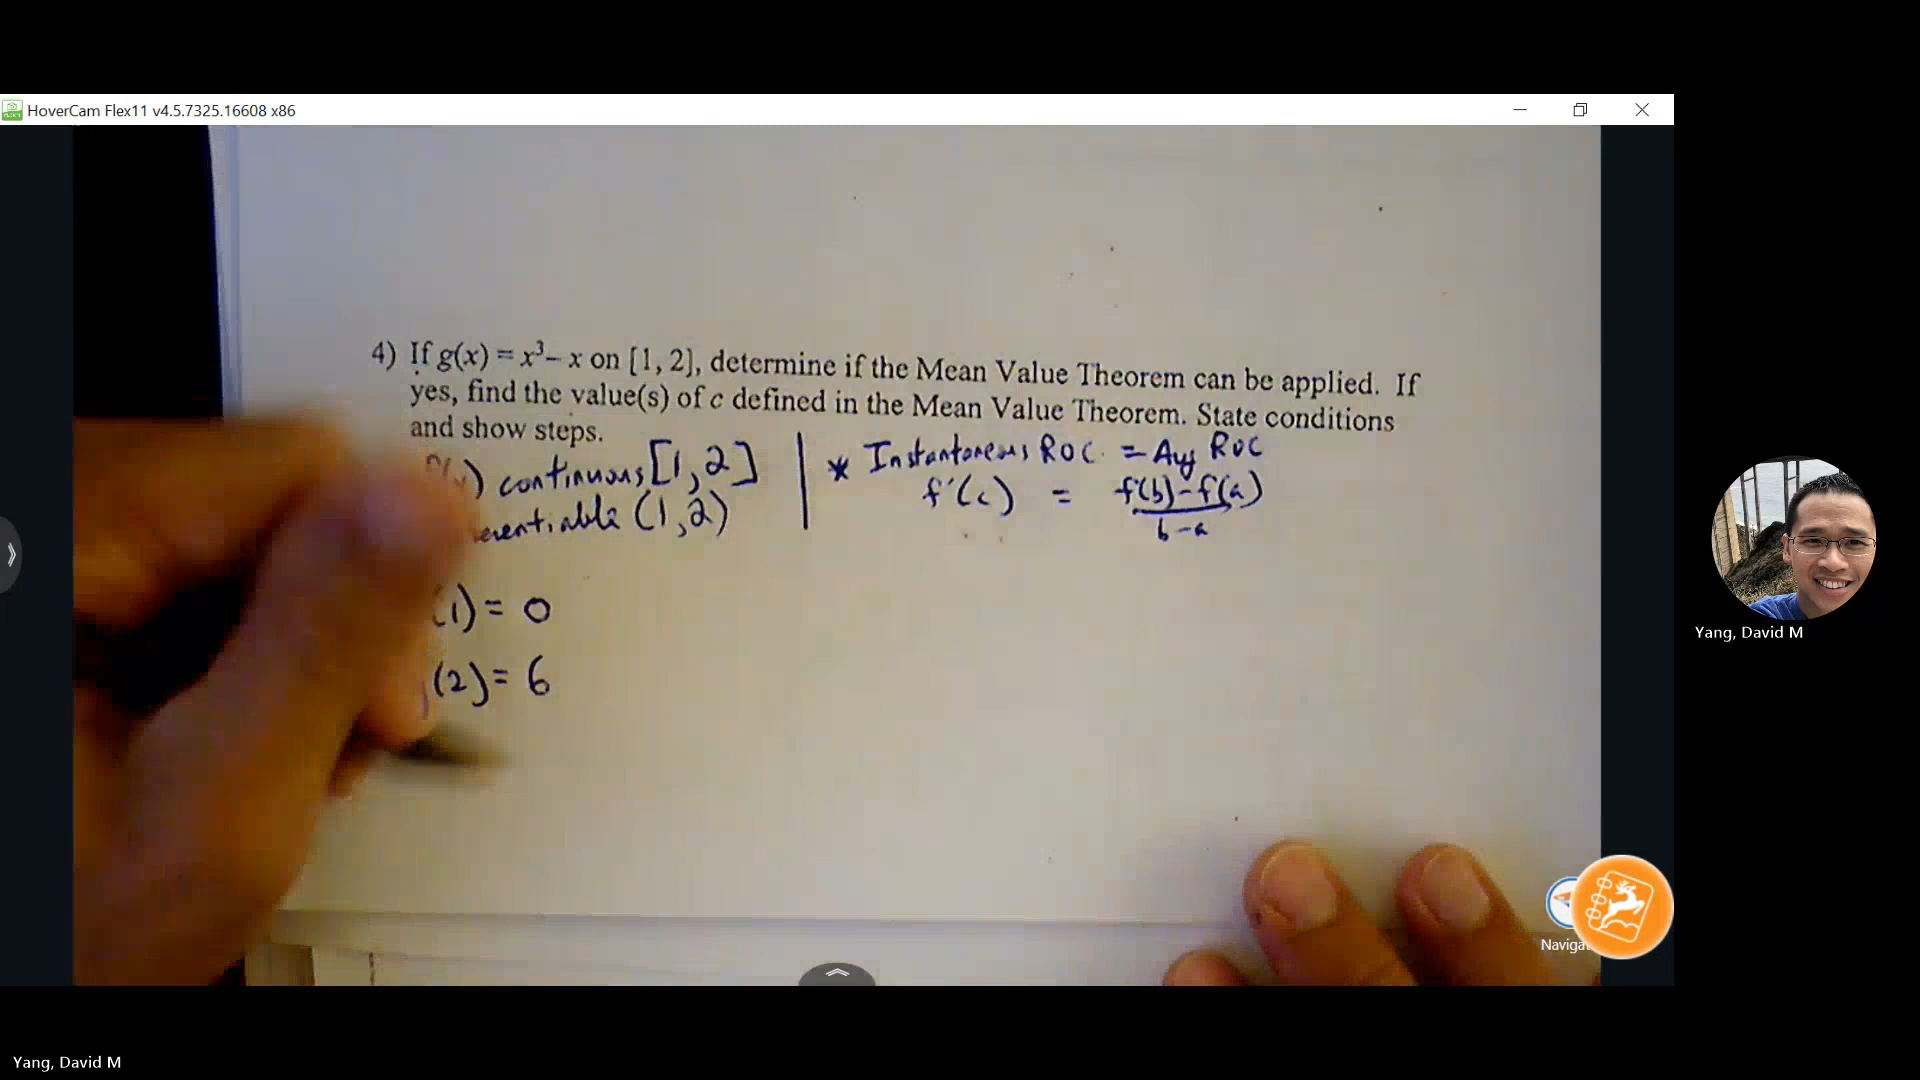 HoverCam Flex11 v4.5.7325.16608 x86
4) If g(x) = x³– x on [1, 2], determine if the Mean Value Theorem can be applied. If
yes, find the value(s) of c defined in the Mean Value Theorem. State conditions
and show steps.
continuous [1,2]
(1,2)
* Instantaneous ROC = Avg ROC
f'(c) = f(b)-f(a)
b-a
(1) = 0
(2) = 6
Yang, David M
Yang, David M